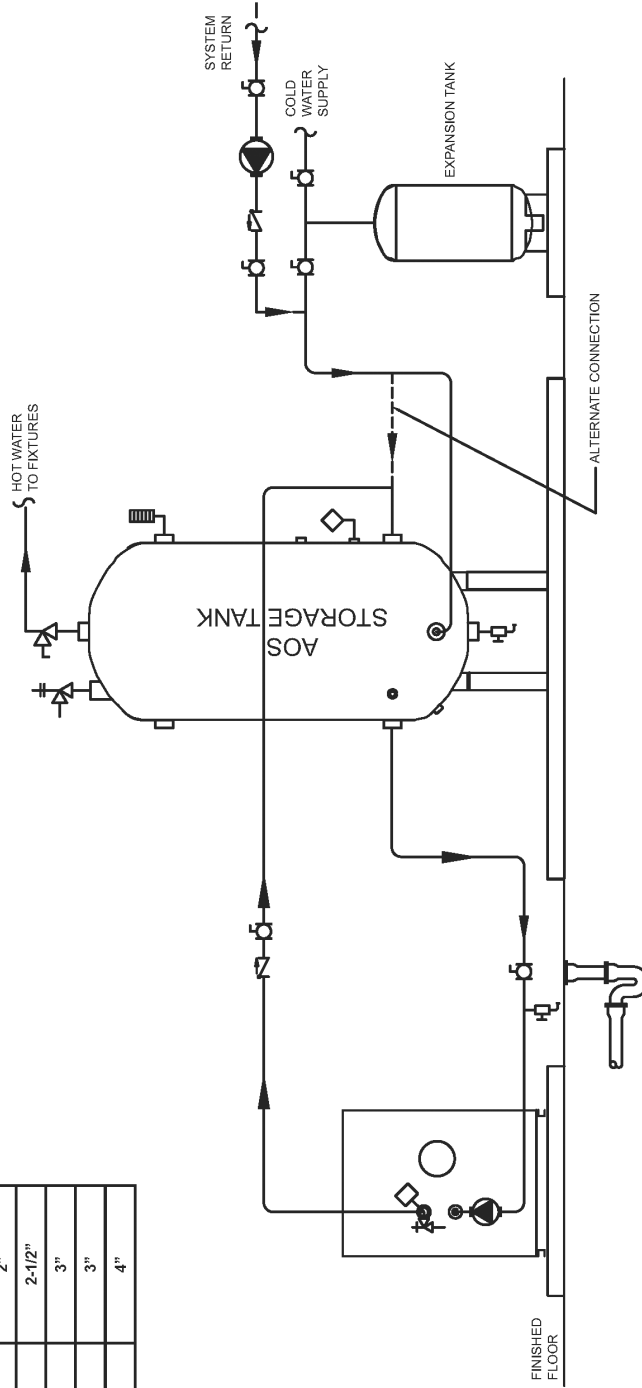 2"
2-1/2"
3"
3"
4"
HOT WATER
TO FIXTURES
SYSTEM
RETURN
COLD
WATER
SUPPLY
AOS
STORAGE TANK
EXPANSION TANK
ALTERNATE CONNECTION
FINISHED
FLOOR